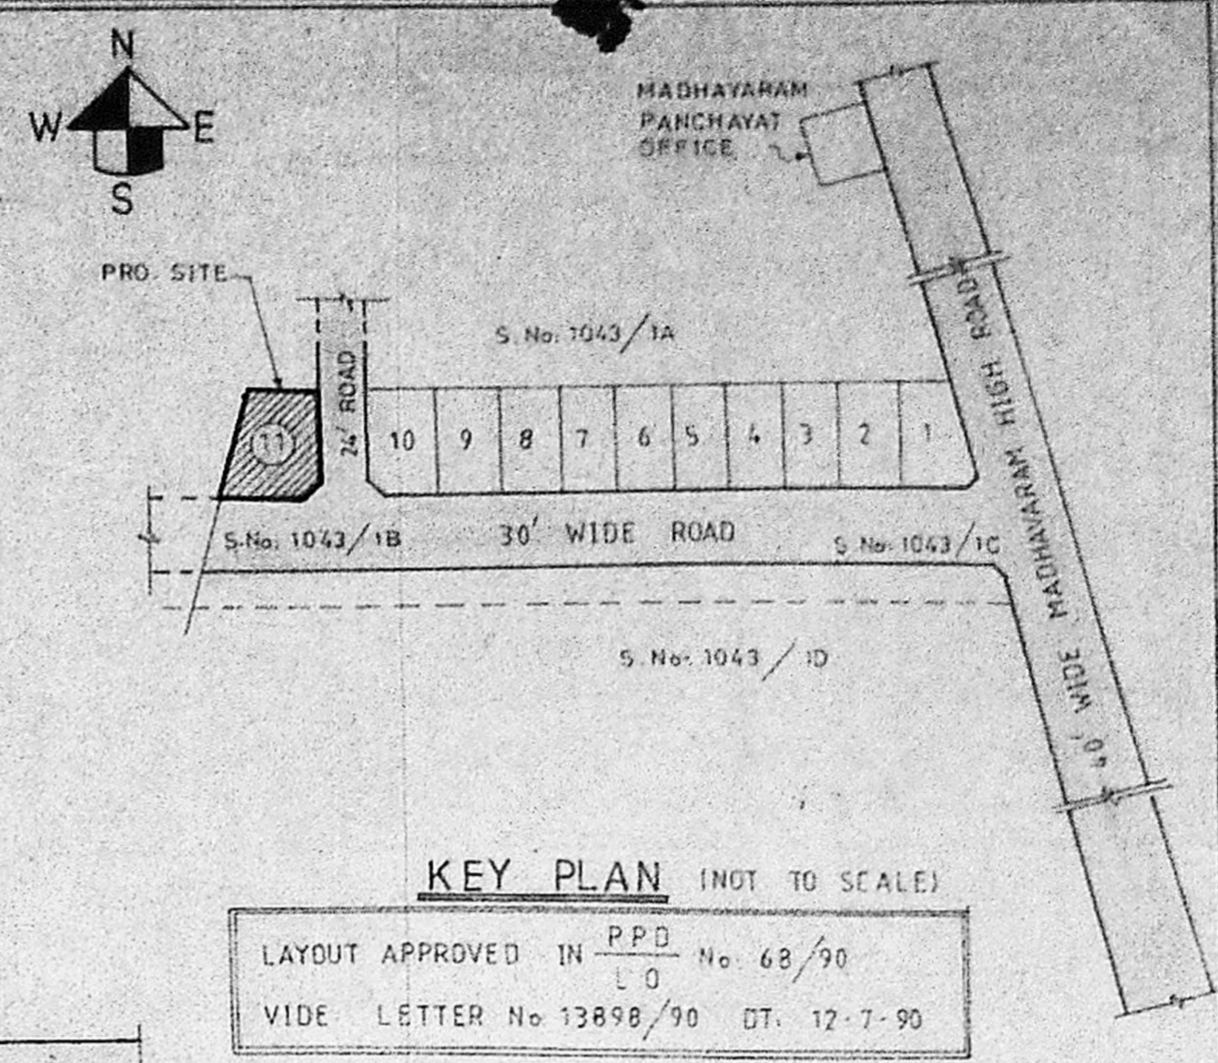 N
W E
S
MADHAVARAM
PANCHAYAT
OFFICE
PRO. SITE
S.No. 1043/1A
24' ROAD
11
10 9 8 7 6 5 4 3 2 1
S.No. 1043/1B
30' WIDE ROAD
S.No. 1043/1C
40' WIDE MADHAVARAM HIGH ROAD
S.No. 1043/1D
KEY PLAN (NOT TO SCALE)
LAYOUT APPROVED IN PPD/LO No. 68/90
VIDE LETTER No 13898/90 DT. 12-7-90